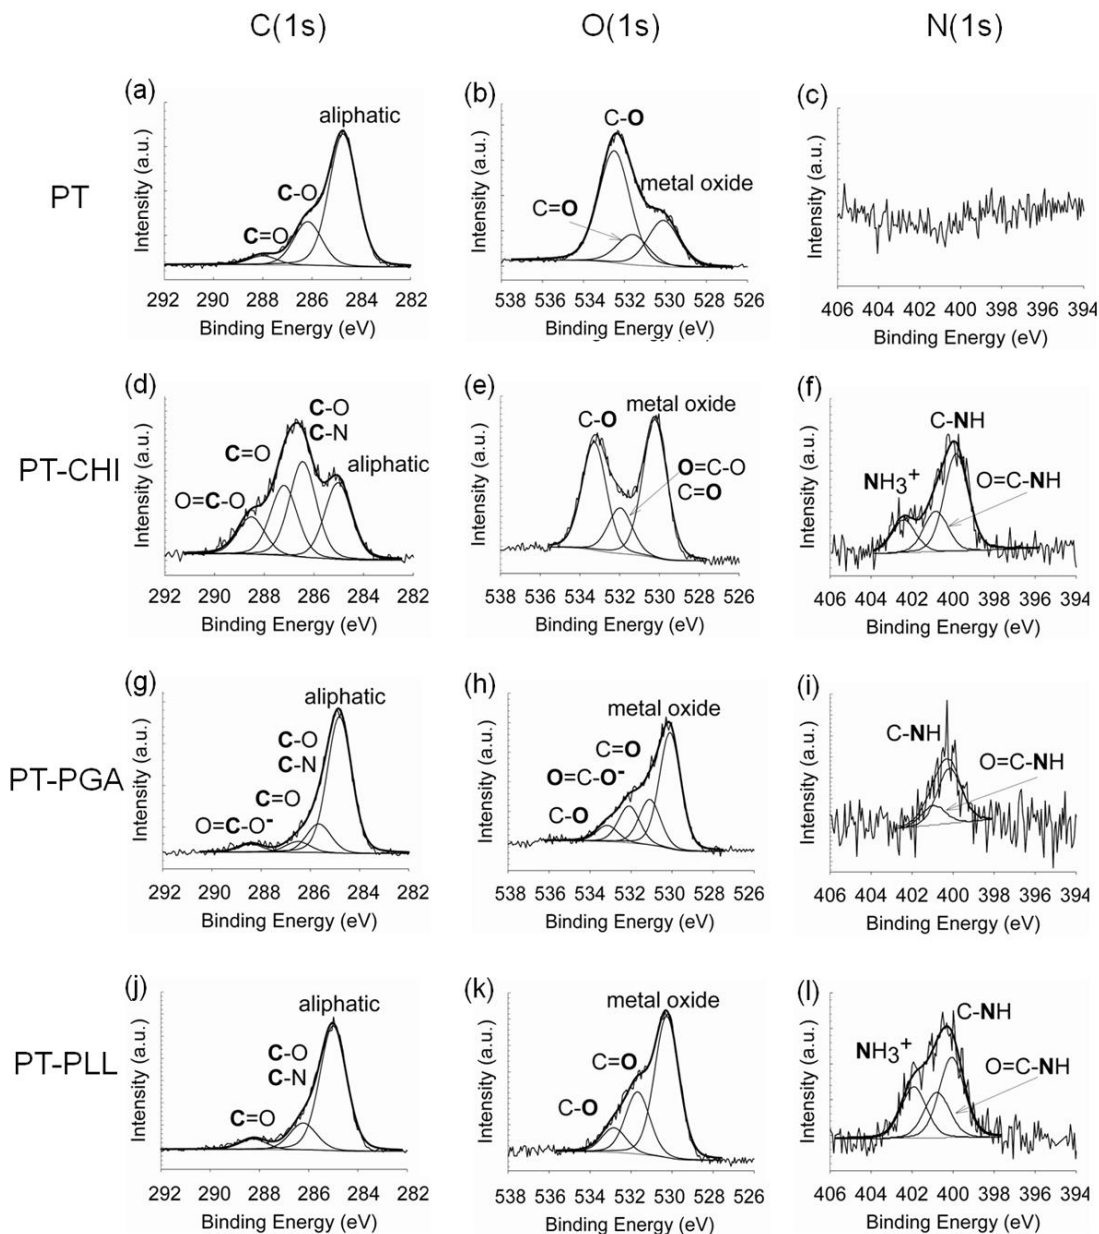 C(1s) O(1s) N(1s)
PT
(a)
aliphatic
C-O
C=O
Intensity (a.u.)
292 290 288 286 284 282
Binding Energy (eV)
(b)
C-O
metal oxide
C=O
Intensity (a.u.)
538 536 534 532 530 528 526
Binding Energy (eV)
(c)
Intensity (a.u.)
406 404 402 400 398 396 394
Binding Energy (eV)
PT-CHI
(d)
C-O
C-N
C=O
aliphatic
O=C-O
Intensity (a.u.)
292 290 288 286 284 282
Binding Energy (eV)
(e)
metal oxide
C-O
O=C-O
C=O
Intensity (a.u.)
538 536 534 532 530 528 526
Binding Energy (eV)
(f)
C-NH
NH3+
O=C-NH
Intensity (a.u.)
406 404 402 400 398 396 394
Binding Energy (eV)
PT-PGA
(g)
aliphatic
C-O
C-N
C=O
O=C-O-
Intensity (a.u.)
292 290 288 286 284 282
Binding Energy (eV)
(h)
metal oxide
C=O
O=C-O-
C-O
Intensity (a.u.)
538 536 534 532 530 528 526
Binding Energy (eV)
(i)
C-NH
O=C-NH
Intensity (a.u.)
406 404 402 400 398 396 394
Binding Energy (eV)
PT-PLL
(j)
aliphatic
C-O
C-N
C=O
Intensity (a.u.)
292 290 288 286 284 282
Binding Energy (eV)
(k)
metal oxide
C=O
C-O
Intensity (a.u.)
538 536 534 532 530 528 526
Binding Energy (eV)
(l)
C-NH
NH3+
O=C-NH
Intensity (a.u.)
406 404 402 400 398 396 394
Binding Energy (eV)